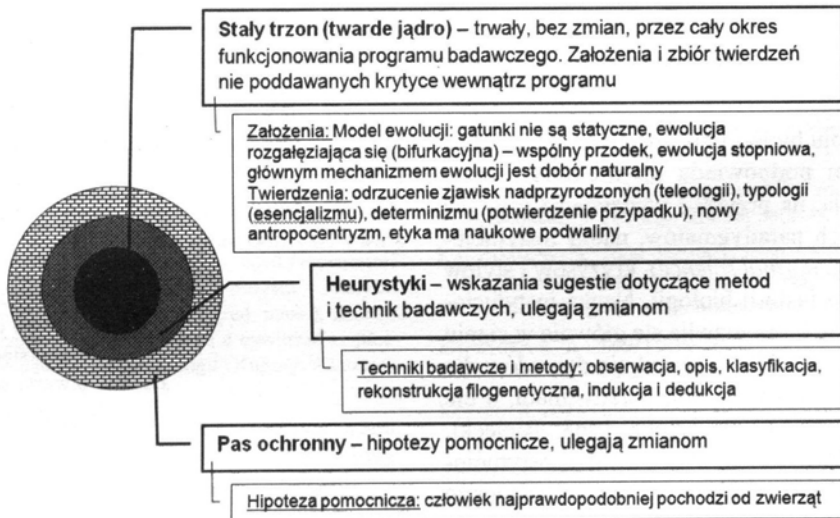 Stały trzon (twarde jądro) – trwały, bez zmian, przez cały okres
funkcjonowania programu badawczego. Założenia i zbiór twierdzeń
nie poddawanych krytyce wewnątrz programu
Założenia: Model ewolucji: gatunki nie są statyczne, ewolucja
rozgałęziająca się (bifurkacyjna) – wspólny przodek, ewolucja stopniowa,
głównym mechanizmem ewolucji jest dobór naturalny
Twierdzenia: odrzucenie zjawisk nadprzyrodzonych (teleologii), typologii
(esencjalizmu), determinizmu (potwierdzenie przypadku), nowy
antropocentryzm, etyka ma naukowe podwaliny
Heurystyki – wskazania sugestie dotyczące metod
i technik badawczych, ulegają zmianom
Techniki badawcze i metody: obserwacja, opis, klasyfikacja,
rekonstrukcja filogenetyczna, indukcja i dedukcja
Pas ochronny – hipotezy pomocnicze, ulegają zmianom
Hipoteza pomocnicza: człowiek najprawdopodobniej pochodzi od zwierząt